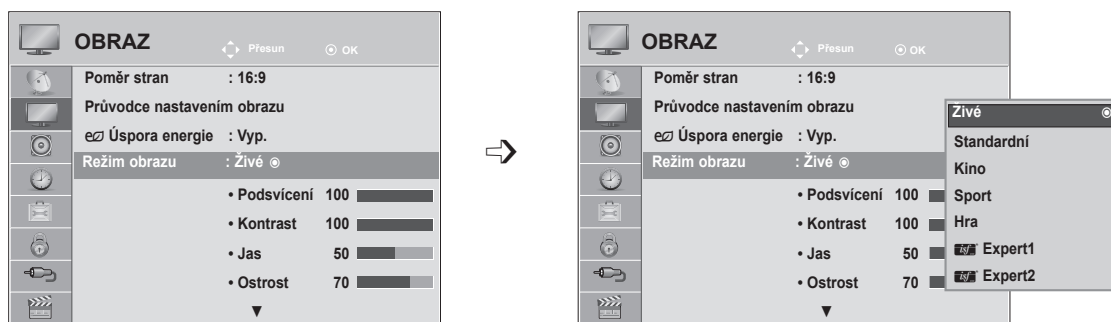 OBRAZ
Přesun
OK
Poměr stran : 16:9
Průvodce nastavením obrazu
Úspora energie : Vyp.
Režim obrazu : Živé
• Podsvícení 100
• Kontrast 100
• Jas 50
• Ostrost 70
OBRAZ
Přesun
OK
Poměr stran : 16:9
Průvodce nastavením obrazu
Úspora energie : Vyp.
Režim obrazu : Živé
• Podsvícení 100
• Kontrast 100
• Jas 50
• Ostrost 70
Živé
Standardní
Kino
Sport
Hra
isf Expert1
isf Expert2